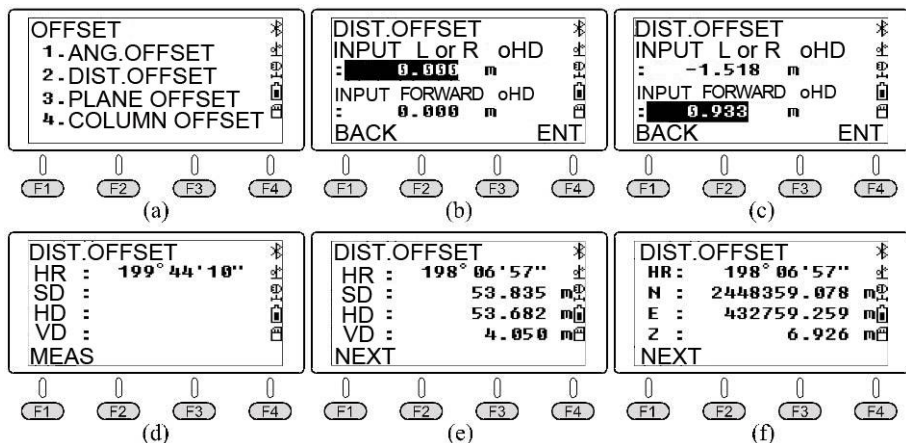 OFFSET
1.ANG.OFFSET
2.DIST.OFFSET
3.PLANE OFFSET
4.COLUMN OFFSET
F1 F2 F3 F4
(a)
DIST.OFFSET
INPUT L or R oHD
: 0.000 m
INPUT FORWARD oHD
: 0.000 m
BACK ENT
F1 F2 F3 F4
(b)
DIST.OFFSET
INPUT L or R oHD
: -1.518 m
INPUT FORWARD oHD
: 0.933 m
BACK ENT
F1 F2 F3 F4
(c)
DIST.OFFSET
HR : 199°44'10"
SD :
HD :
VD :
MEAS
F1 F2 F3 F4
(d)
DIST.OFFSET
HR : 198°06'57"
SD : 53.835 m
HD : 53.682 m
VD : 4.050 m
NEXT
F1 F2 F3 F4
(e)
DIST.OFFSET
HR: 198°06'57"
N : 2448359.078 m
E : 432759.259 m
Z : 6.926 m
NEXT
F1 F2 F3 F4
(f)